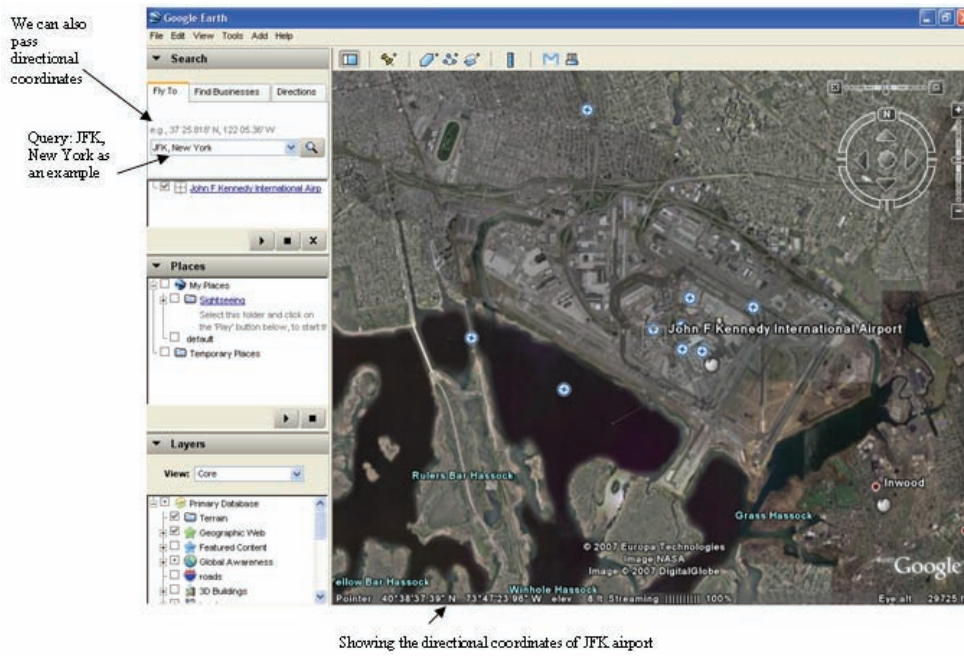 We can also
pass
directional
coordinates
Query: JFK,
New York as
an example
Google Earth
File Edit View Tools Add Help
Search
Fly To Find Businesses Directions
e.g., 37 25.818' N, 122 05.36' W
JFK, New York
John F Kennedy International Airp
Places
My Places
Sightseeing
Select this folder and click on
the 'Play' button below, to start t
default
Temporary Places
Layers
View: Core
Primary Database
Terrain
Geographic Web
Featured Content
Global Awareness
roads
3D Buildings
John F Kennedy International Airport
Rulers Bar Hassock
Inwood
Grass Hassock
© 2007 Europa Technologies
Image NASA
Image © 2007 DigitalGlobe
Google
ellow Bar Hassock
Winhole Hassock
Pointer 40°38'37.39" N 73°47'23.96" W elev 8 ft Streaming |||||||||| 100% Eye alt 29725 ft
Showing the directional coordinates of JFK airport